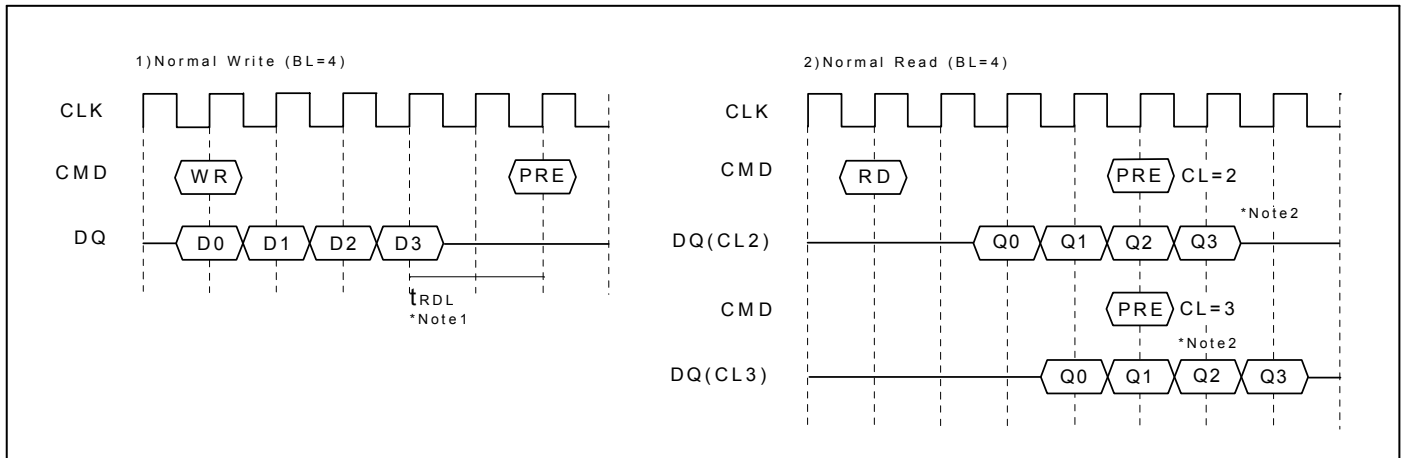 1)Normal Write (BL=4)
CLK
CMD
WR
PRE
DQ
D0
D1
D2
D3
tRDL
*Note1
2)Normal Read (BL=4)
CLK
CMD
RD
PRE
CL=2
*Note2
DQ(CL2)
Q0
Q1
Q2
Q3
CMD
PRE
CL=3
*Note2
DQ(CL3)
Q0
Q1
Q2
Q3